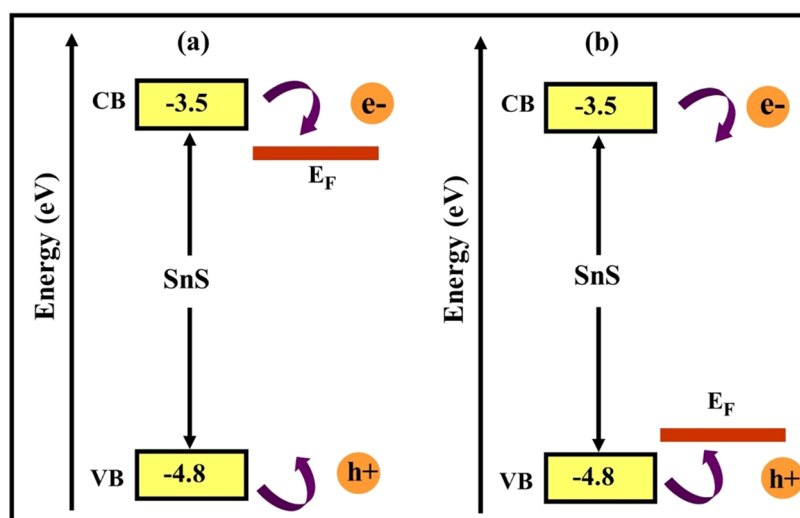 (a)
CB
-3.5
e-
E_F
Energy (eV)
SnS
VB
-4.8
h+
(b)
CB
-3.5
e-
Energy (eV)
SnS
E_F
VB
-4.8
h+